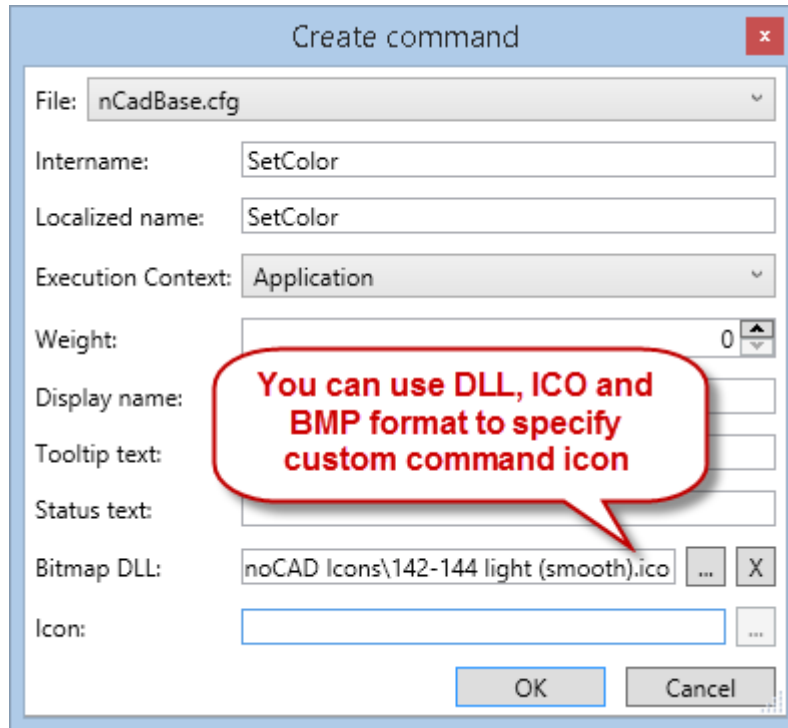 Create command
x
File: nCadBase.cfg
Intername: SetColor
Localized name: SetColor
Execution Context: Application
Weight: 0
You can use DLL, ICO and
BMP format to specify
custom command icon
Display name:
Tooltip text:
Status text:
Bitmap DLL: noCAD Icons\142-144 light (smooth).ico ... X
Icon: ...
OK Cancel